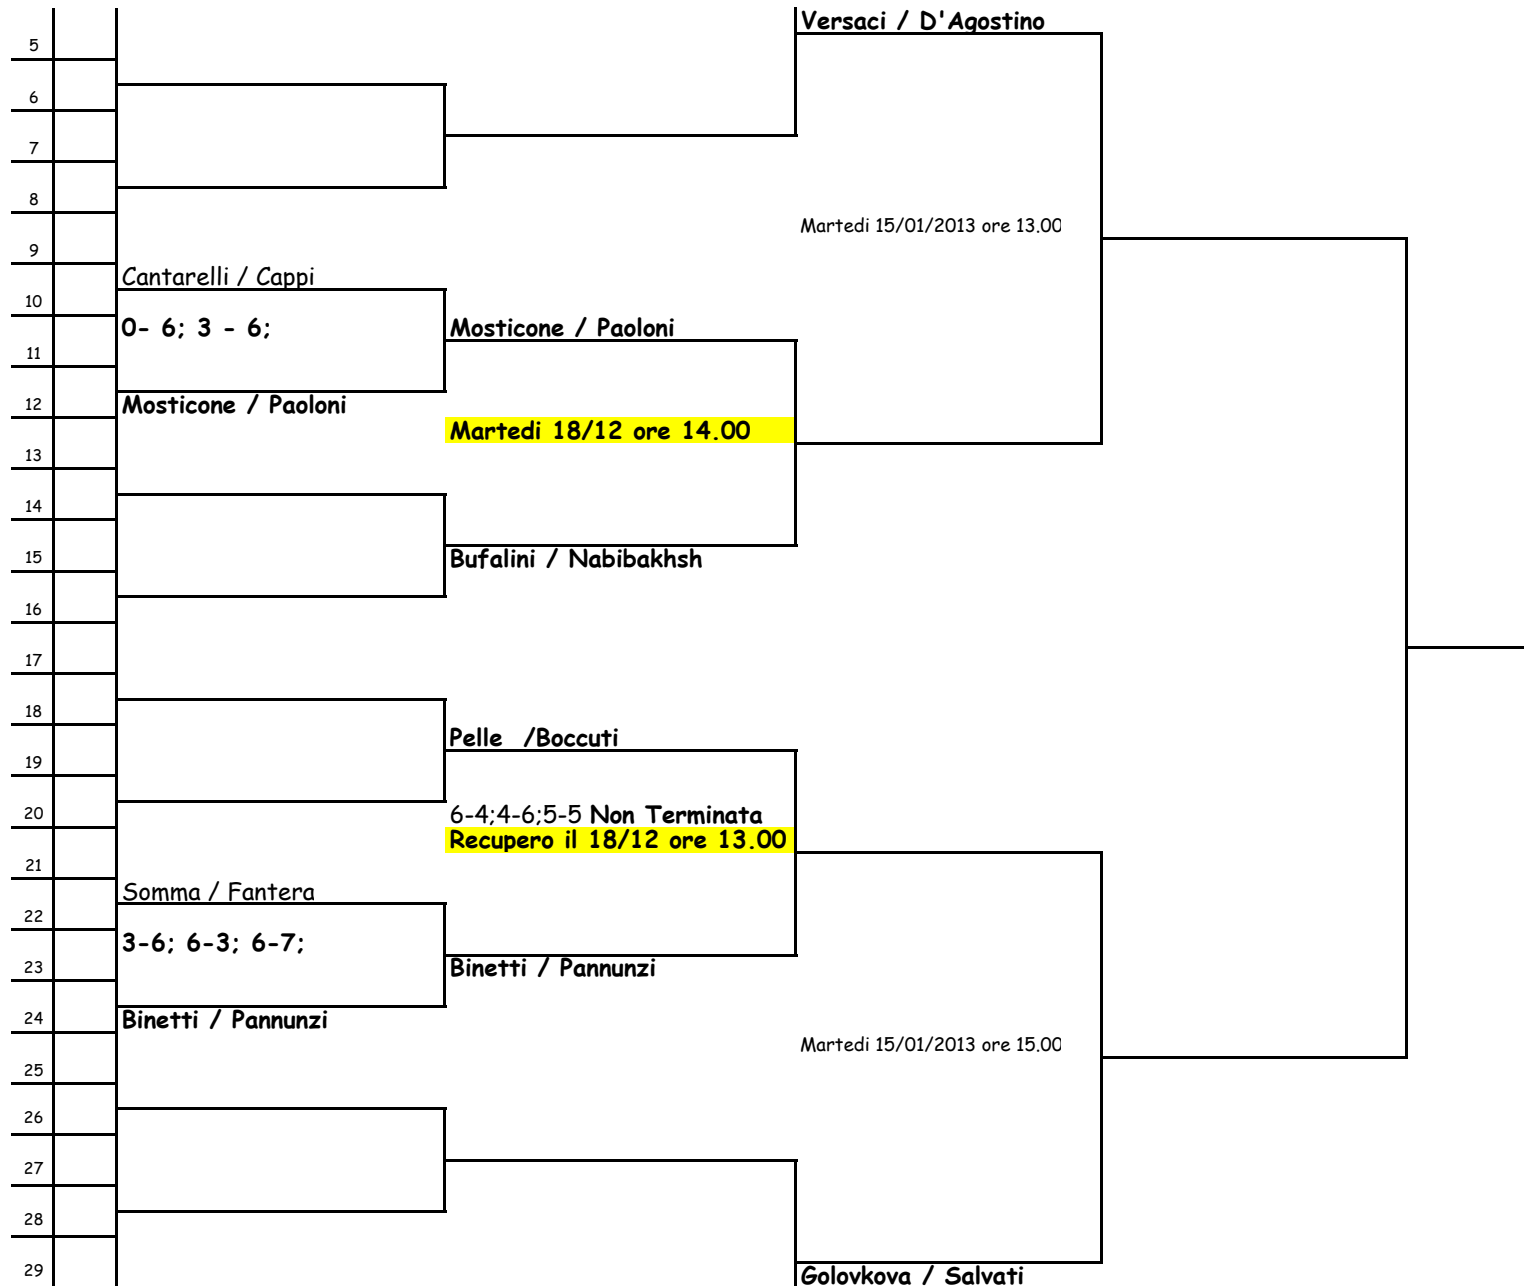 Versaci / D'Agostino
5
6
7
8
Martedi 15/01/2013 ore 13.00
9
Cantarelli / Cappi
10
0- 6; 3 - 6;
Mosticone / Paoloni
11
12
Mosticone / Paoloni
Martedi 18/12 ore 14.00
13
14
15
Bufalini / Nabibakhsh
16
17
18
Pelle /Boccuti
19
20
6-4;4-6;5-5 Non Terminata
Recupero il 18/12 ore 13.00
21
Somma / Fantera
22
3-6; 6-3; 6-7;
23
Binetti / Pannunzi
24
Binetti / Pannunzi
Martedi 15/01/2013 ore 15.00
25
26
27
28
29
Golovkova / Salvati